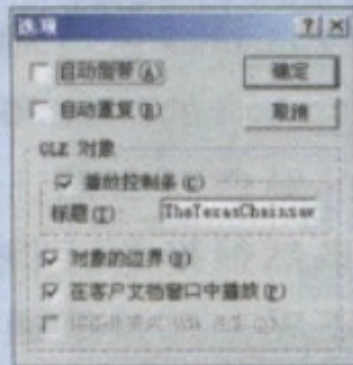 选项
自动倒带(A)
确定
自动重复(R)
取消
OLE 对象
播放控制条(C)
标题(T): TheTexasChainsaw
对象的边界(B)
在客户文档窗口中播放(P)